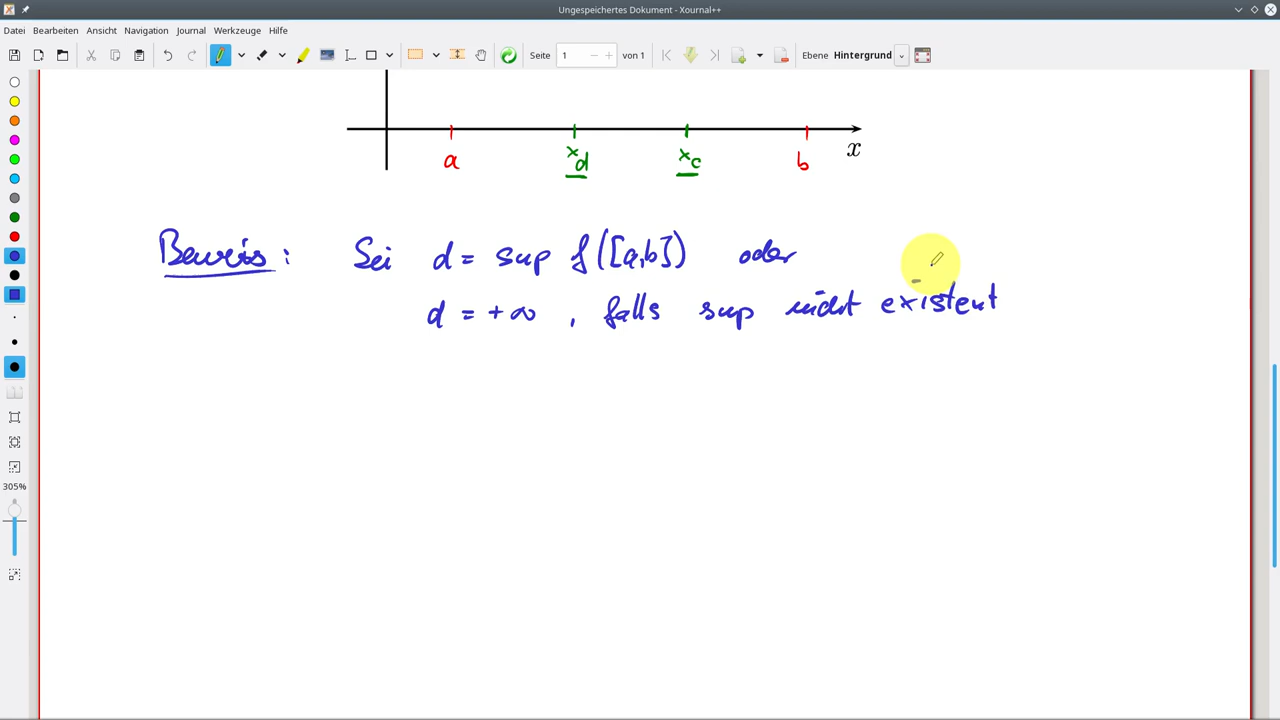 Ungespeichertes Dokument - Xournal++
Datei Bearbeiten Ansicht Navigation Journal Werkzeuge Hilfe
Seite 1 von 1 Ebene Hintergrund
a x_d x_c b x
Beweis: Sei d = sup f([a,b]) oder
d = +∞, falls sup nicht existent
305%